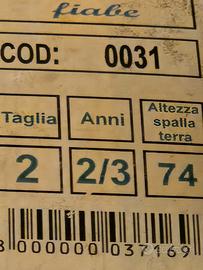 fiabe
COD: 0031
Taglia Anni Altezza spalla terra
2 2/3 74
8 000000 037169